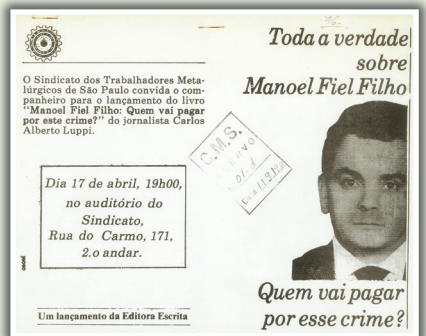 Toda a verdade
sobre
Manoel Fiel Filho
O Sindicato dos Trabalhadores Meta-
lúrgicos de São Paulo convida o com-
panheiro para o lançamento do livro
"Manoel Fiel Filho: Quem vai pagar
por este crime?" do jornalista Carlos
Alberto Luppi.
C.M.S.
Dia 17 de abril, 19h00,
no auditório do
Sindicato,
Rua do Carmo, 171,
2.o andar.
Um lançamento da Editora Escrita
Quem vai pagar
por esse crime?